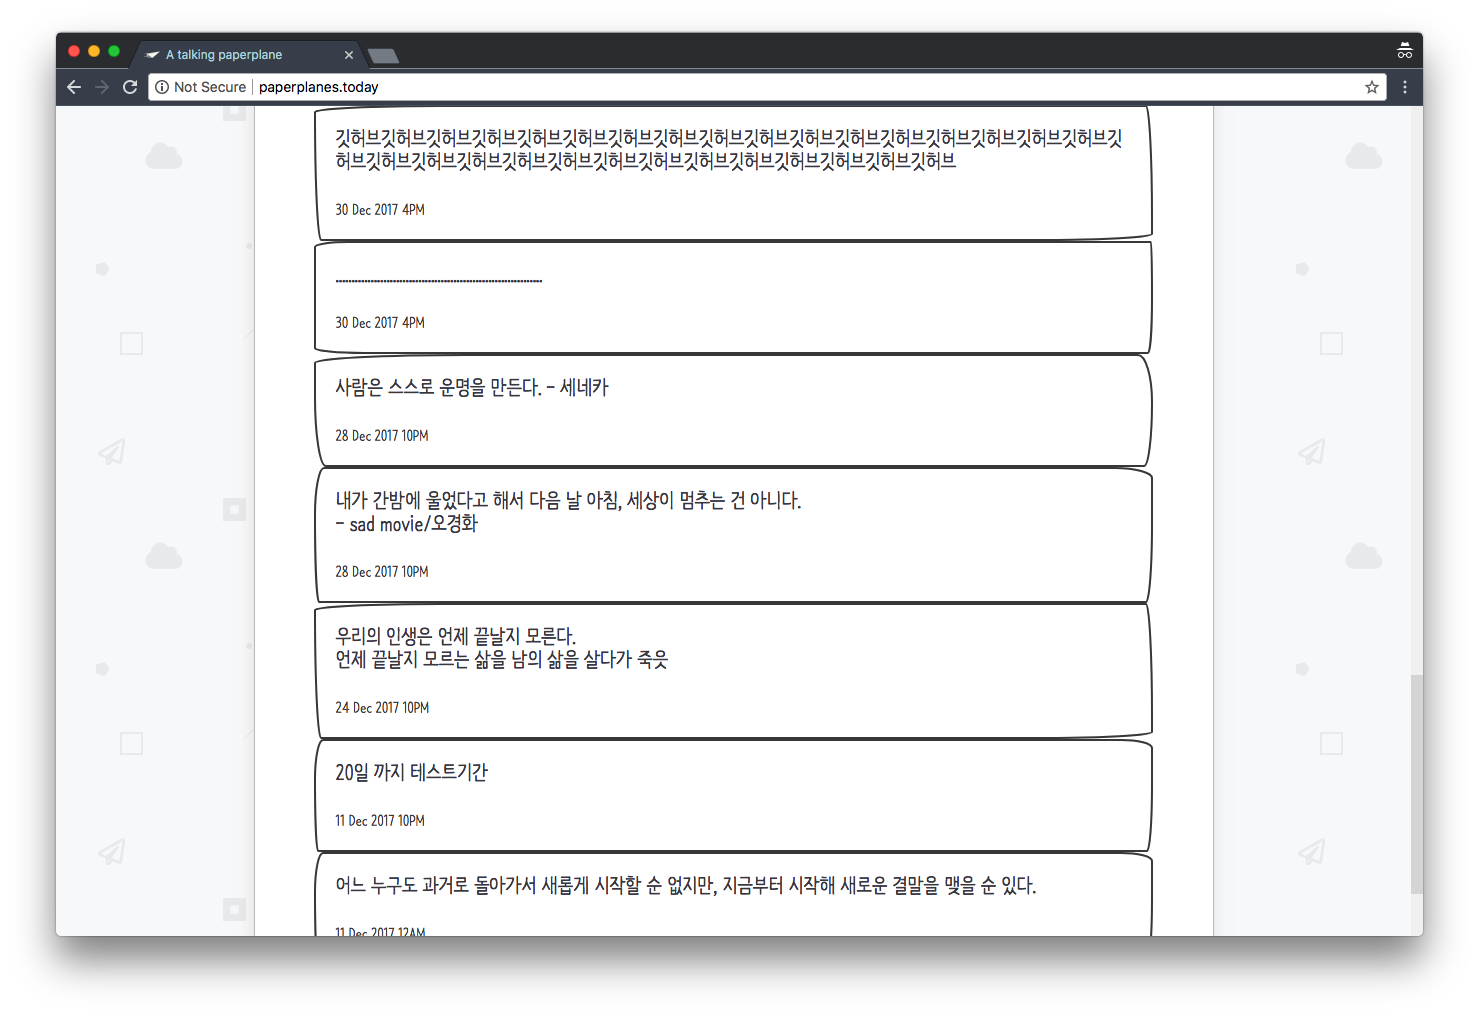 A talking paperplane
Not Secure
paperplanes.today
깃허브깃허브깃허브깃허브깃허브깃허브깃허브깃허브깃허브깃허브깃허브깃허브깃허브깃허브깃허브깃허브깃허브깃
허브깃허브깃허브깃허브깃허브깃허브깃허브깃허브깃허브깃허브깃허브깃허브깃허브깃허브
30 Dec 2017 4PM
30 Dec 2017 4PM
사람은 스스로 운명을 만든다. - 세네카
28 Dec 2017 10PM
내가 간밤에 울었다고 해서 다음 날 아침, 세상이 멈추는 건 아니다.
- sad movie/오경화
28 Dec 2017 10PM
우리의 인생은 언제 끝날지 모른다.
언제 끝날지 모르는 삶을 남의 삶을 살다가 죽읏
24 Dec 2017 10PM
20일 까지 테스트기간
11 Dec 2017 10PM
어느 누구도 과거로 돌아가서 새롭게 시작할 순 없지만, 지금부터 시작해 새로운 결말을 맺을 순 있다.
11 Dec 2017 12AM